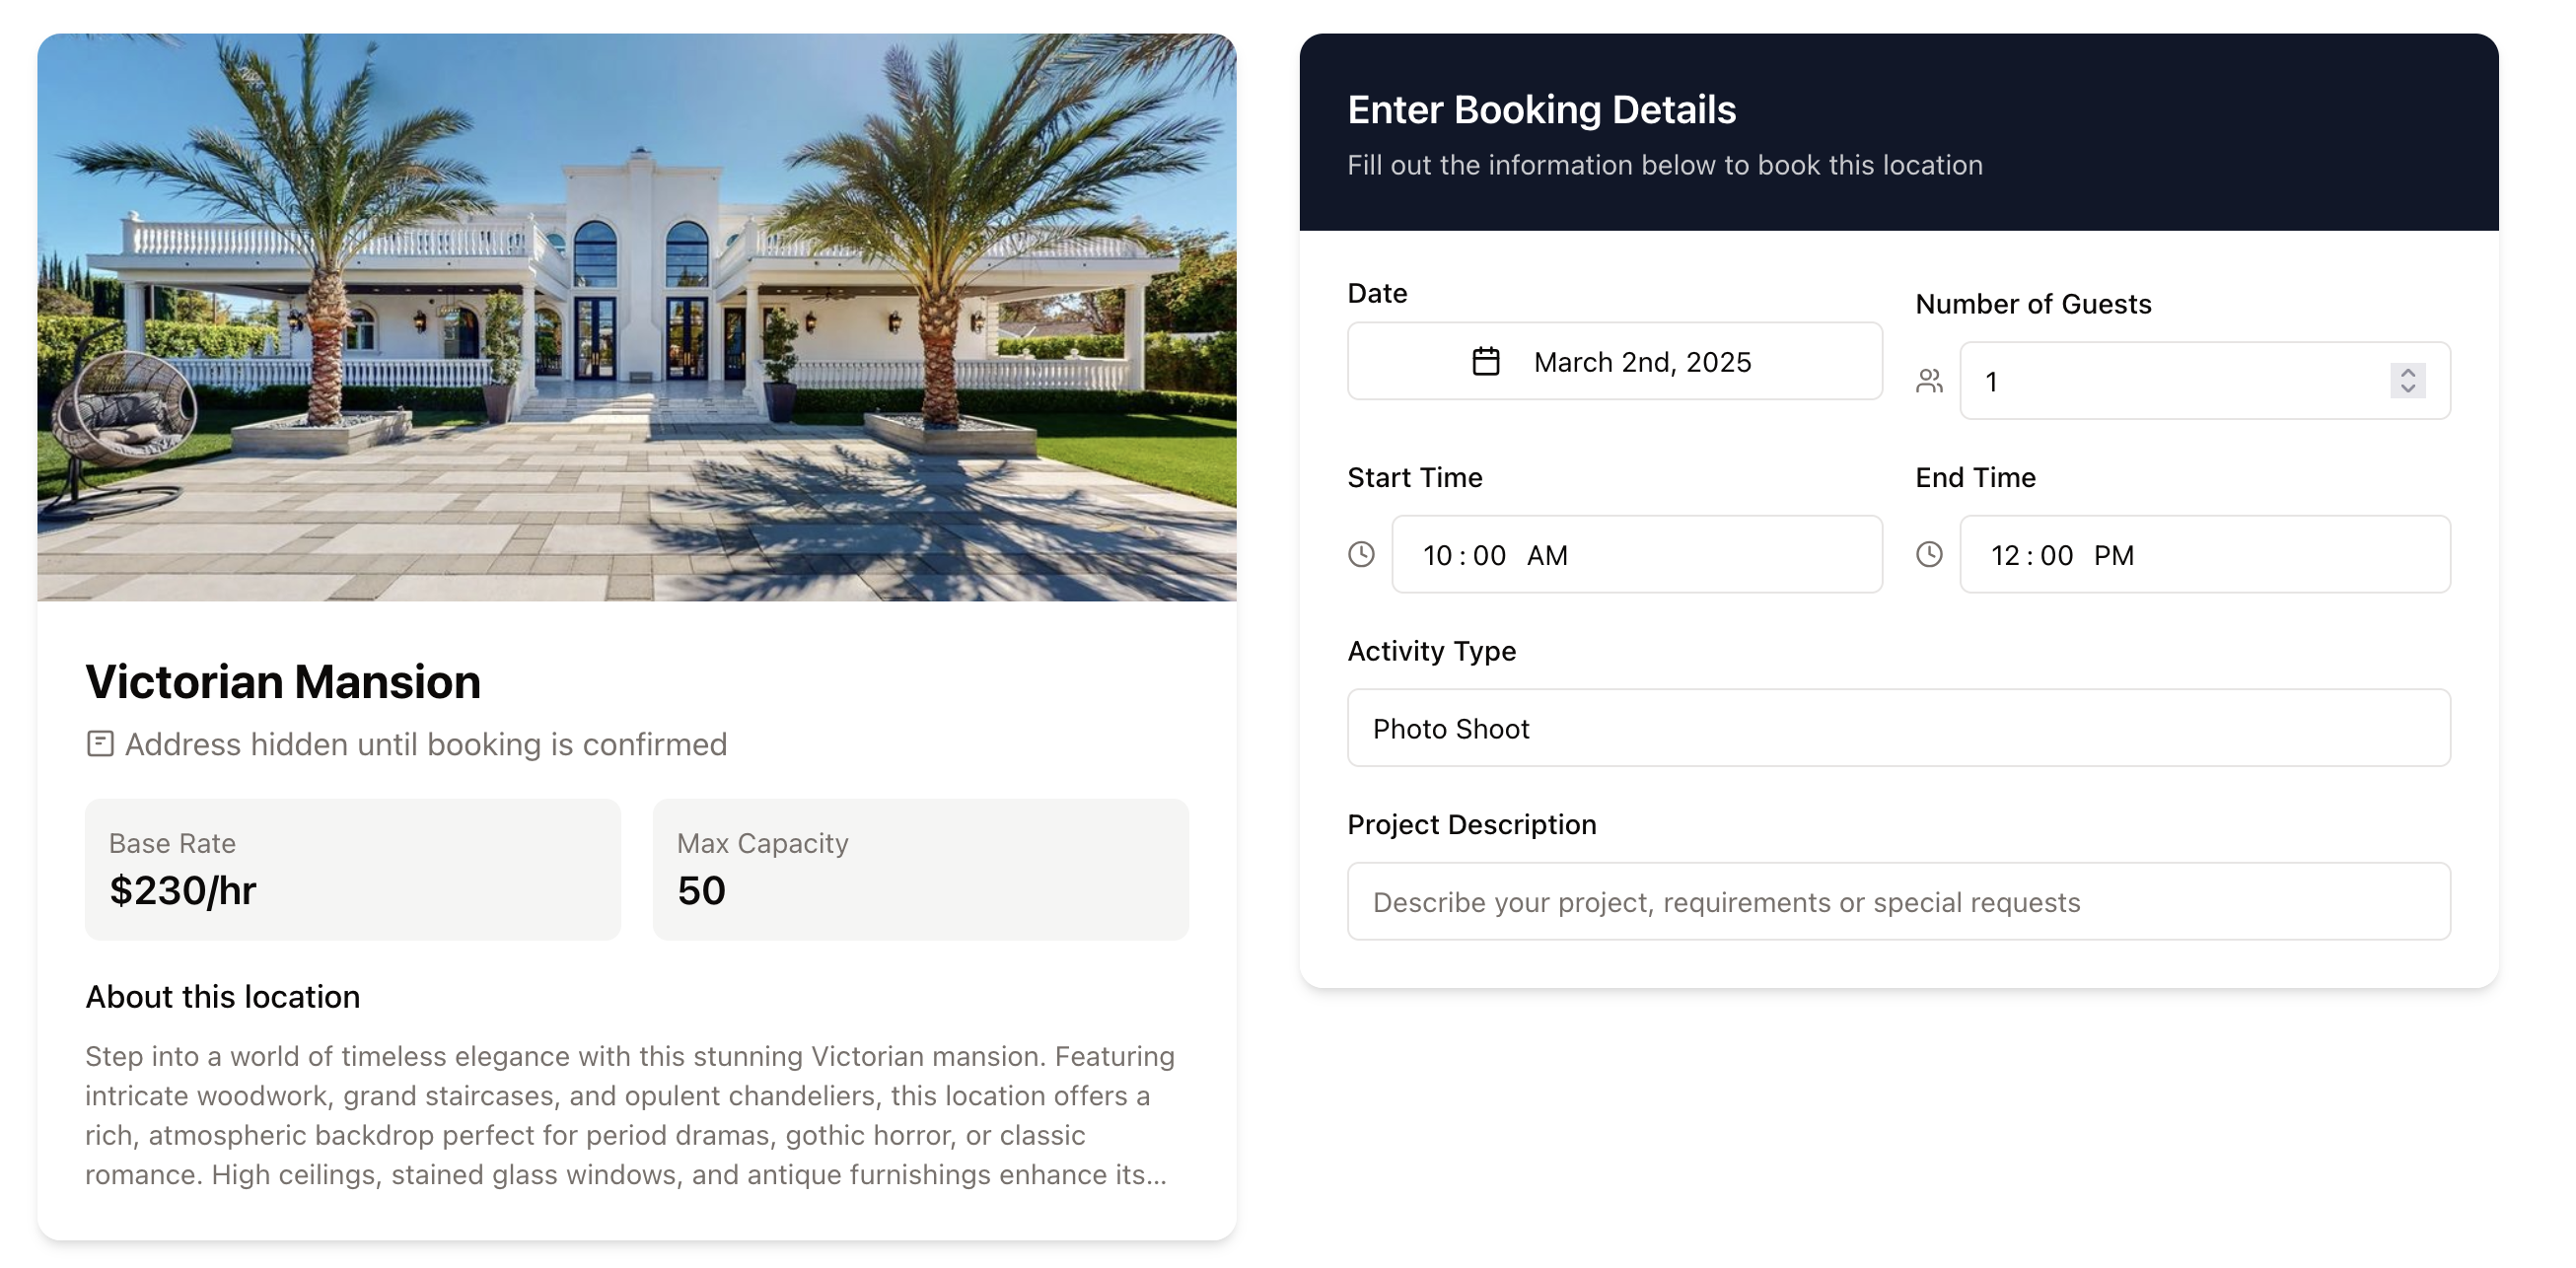 Victorian Mansion
Address hidden until booking is confirmed
Base Rate
$230/hr
Max Capacity
50
About this location
Step into a world of timeless elegance with this stunning Victorian mansion. Featuring
intricate woodwork, grand staircases, and opulent chandeliers, this location offers a
rich, atmospheric backdrop perfect for period dramas, gothic horror, or classic
romance. High ceilings, stained glass windows, and antique furnishings enhance its...
Enter Booking Details
Fill out the information below to book this location
Date
March 2nd, 2025
Number of Guests
1
Start Time
10:00 AM
End Time
12:00 PM
Activity Type
Photo Shoot
Project Description
Describe your project, requirements or special requests